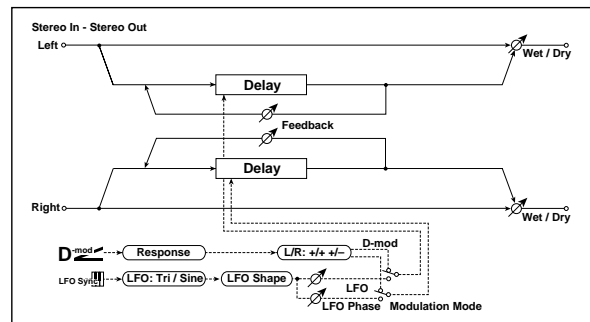 Stereo In - Stereo Out
Left
Wet / Dry
Delay
Feedback
Delay
Right
Wet / Dry
D-mod
D-mod
Response
L/R: +/+ +/–
LFO Sync
LFO: Tri / Sine
LFO Shape
LFO
LFO Phase
Modulation Mode